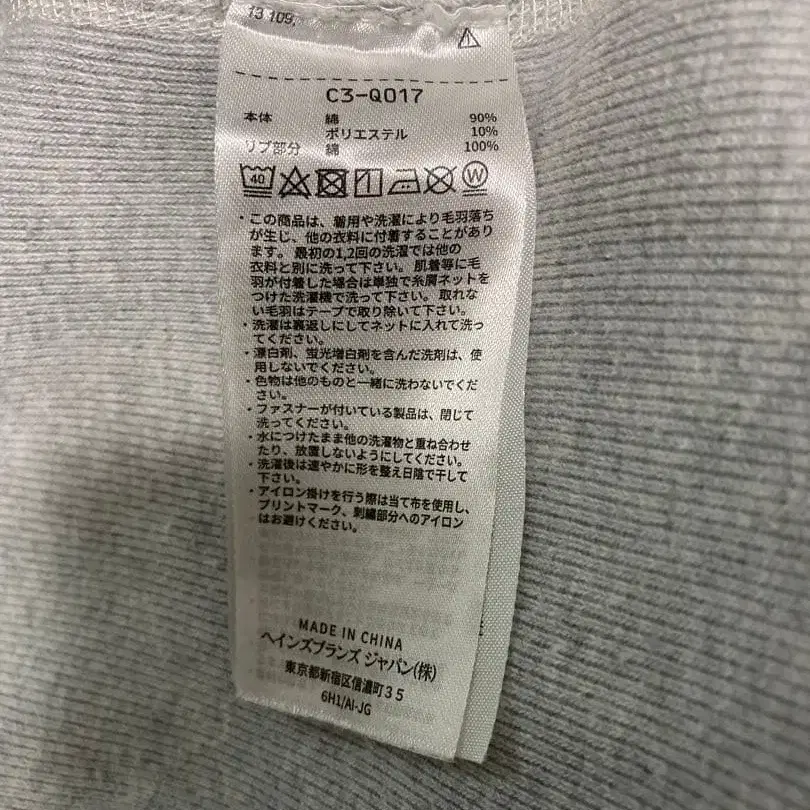 13 109.
C3-Q017
本体 綿 90%
ポリエステル 10%
リブ部分 綿 100%
40 W
・この商品は、着用や洗濯により毛羽落ち
が生じ、他の衣料に付着することがあり
ます。最初の1,2回の洗濯では他の
衣料と別に洗って下さい。肌着等に毛
羽が付着した場合は単独で糸屑ネットを
つけた洗濯機で洗って下さい。取れな
い毛羽はテープで取り除いて下さい。
・洗濯は裏返しにしてネットに入れて洗っ
てください。
・漂白剤、蛍光増白剤を含んだ洗剤は、使
用しないでください。
・色物は他のものと一緒に洗わないでくだ
さい。
・ファスナーが付いている製品は、閉じて
洗ってください。
・水につけたまま他の洗濯物と重ね合わせ
たり、放置しないようにしてください。
・洗濯後は速やかに形を整え日陰で干して
下さい。
・アイロン掛けを行う際は当て布を使用し、
プリントマーク、刺繍部分へのアイロン
はお避けください。
MADE IN CHINA
ヘインズブランズ ジャパン(株)
東京都新宿区信濃町35
6H1/AI-JG